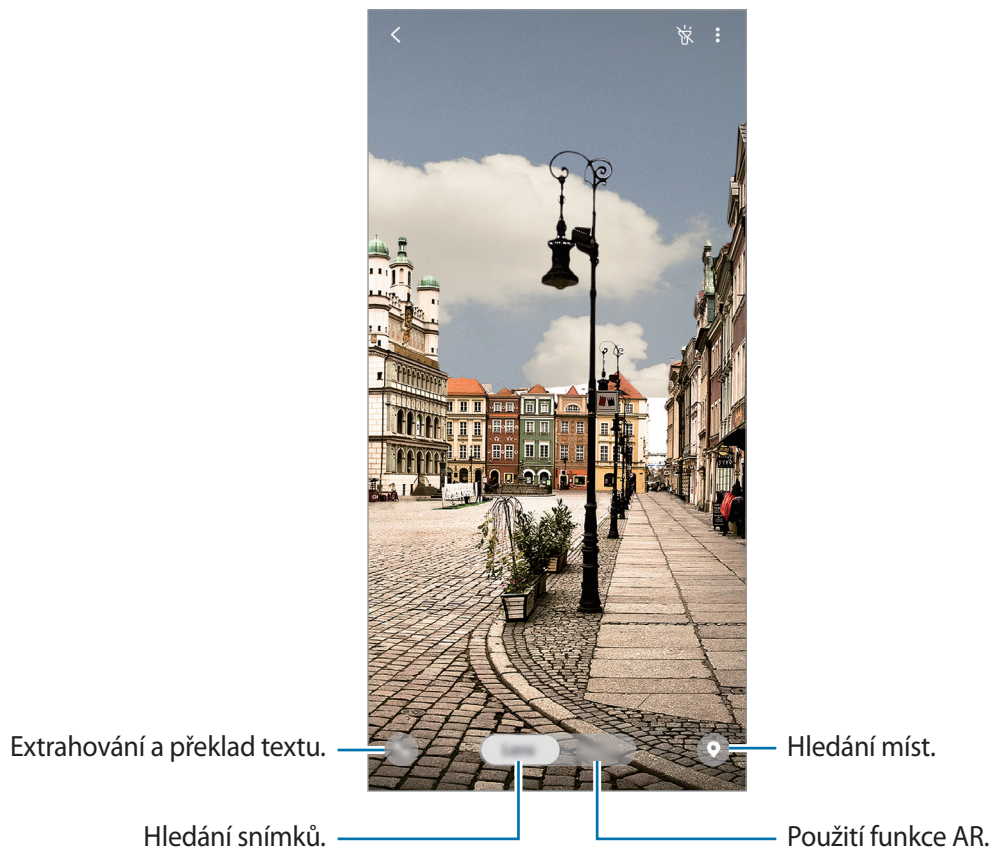 Extrahování a překlad textu.
Hledání míst.
Hledání snímků.
Použití funkce AR.